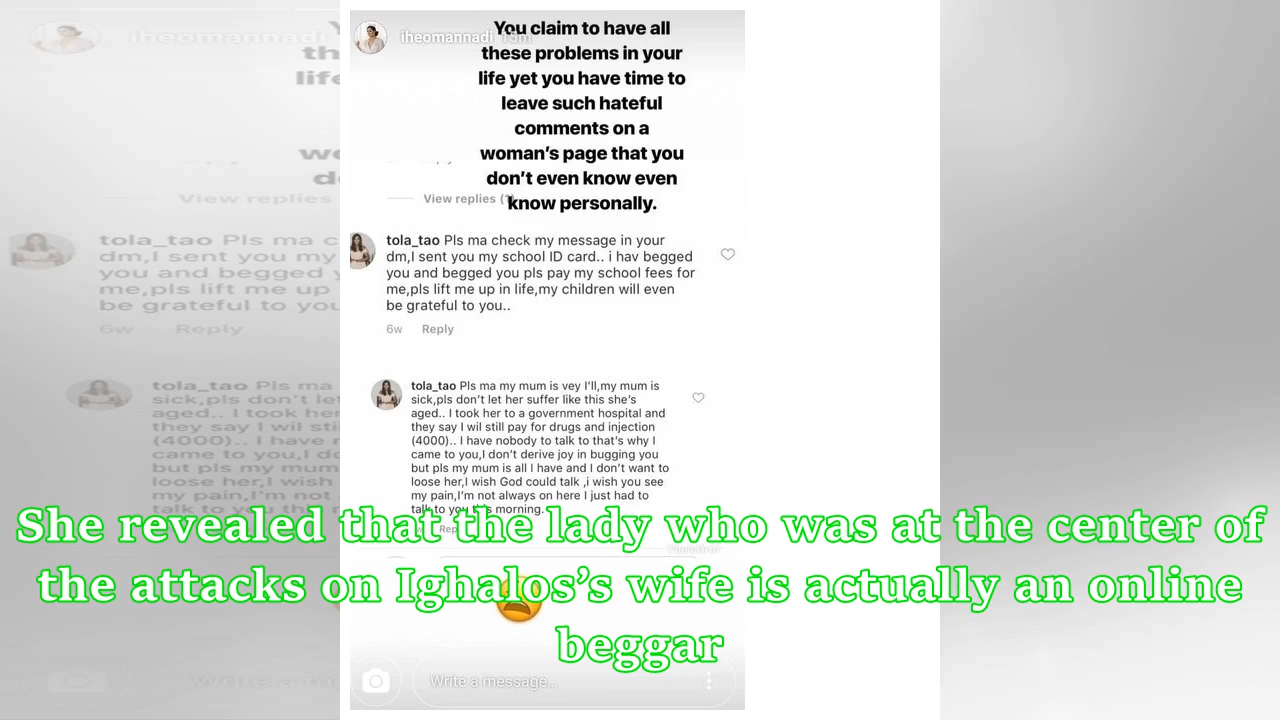 iheomannadi 15m
You claim to have all
these problems in your
life yet you have time to
leave such hateful
comments on a
woman's page that you
don't even know even
know personally.
View replies (1)
tola_tao Pls ma check my message in your
dm,I sent you my school ID card.. i hav begged
you and begged you pls pay my school fees for
me,pls lift me up in life,my children will even
be grateful to you..
6w Reply
tola_tao Pls ma my mum is vey I'll,my mum is
sick,pls don't let her suffer like this she's
aged.. I took her to a government hospital and
they say I wil still pay for drugs and injection
(4000).. I have nobody to talk to that's why I
came to you,I don't derive joy in bugging you
but pls my mum is all I have and I don't want to
loose her,I wish God could talk ,i wish you see
my pain,I'm not always on here I just had to
talk to you this morning.
She revealed that the lady who was at the center of
the attacks on Ighalos's wife is actually an online
beggar
Write a message...